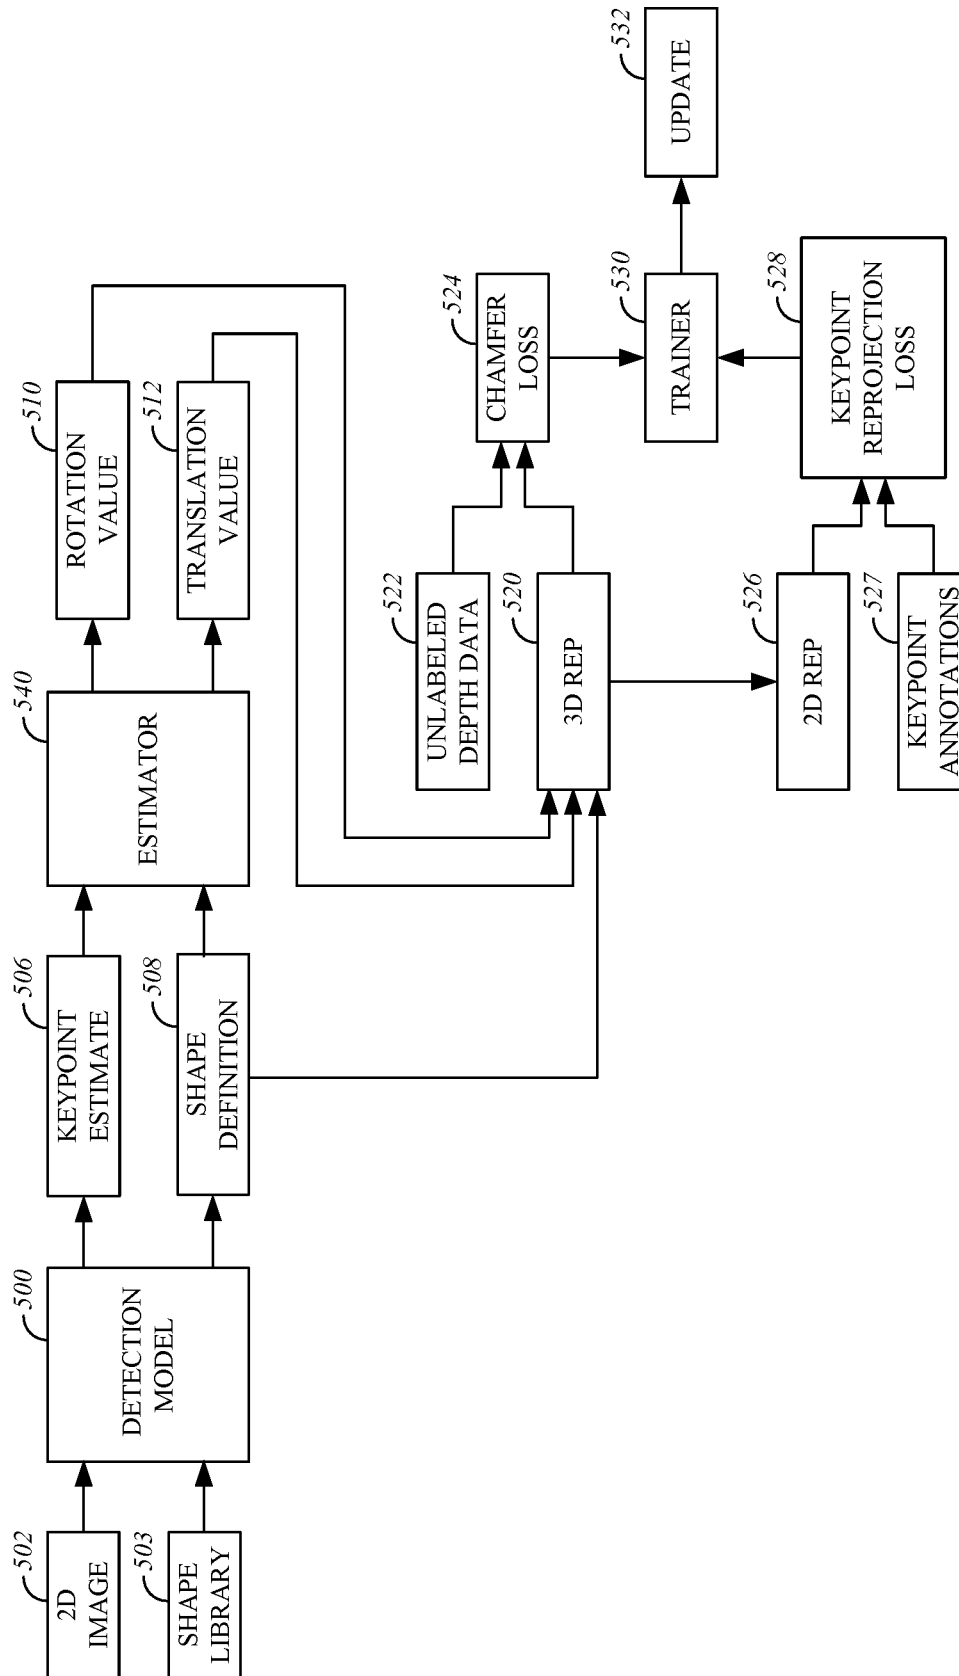 502
2D
IMAGE
503
SHAPE
LIBRARY
500
DETECTION
MODEL
506
KEYPOINT
ESTIMATE
508
SHAPE
DEFINITION
540
ESTIMATOR
510
ROTATION
VALUE
512
TRANSLATION
VALUE
522
UNLABELED
DEPTH DATA
520
3D REP
524
CHAMFER
LOSS
526
2D REP
527
KEYPOINT
ANNOTATIONS
528
KEYPOINT
REPROJECTION
LOSS
530
TRAINER
532
UPDATE